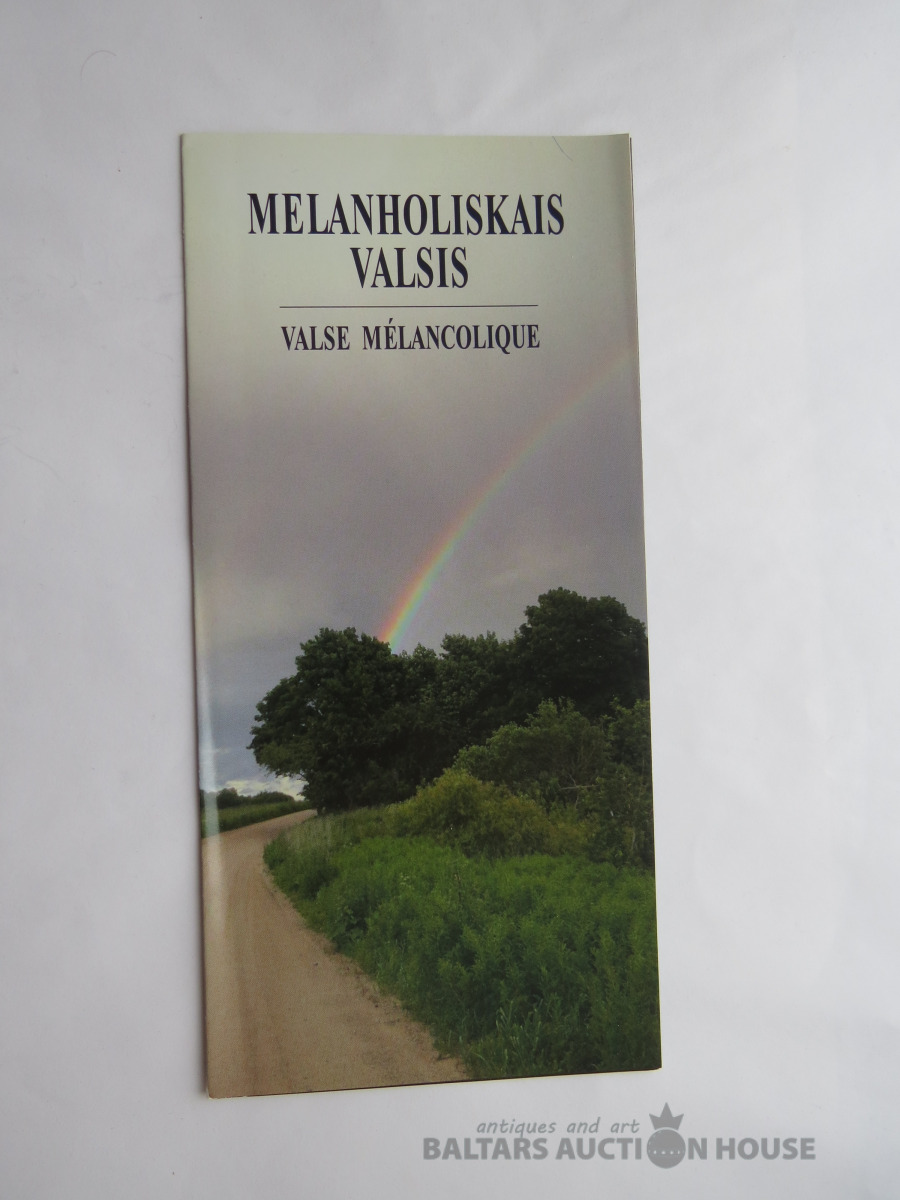 MELANHOLISKAIS
VALSIS
VALSE MÉLANCOLIQUE
antiques and art
BALTARS AUCTION HOUSE